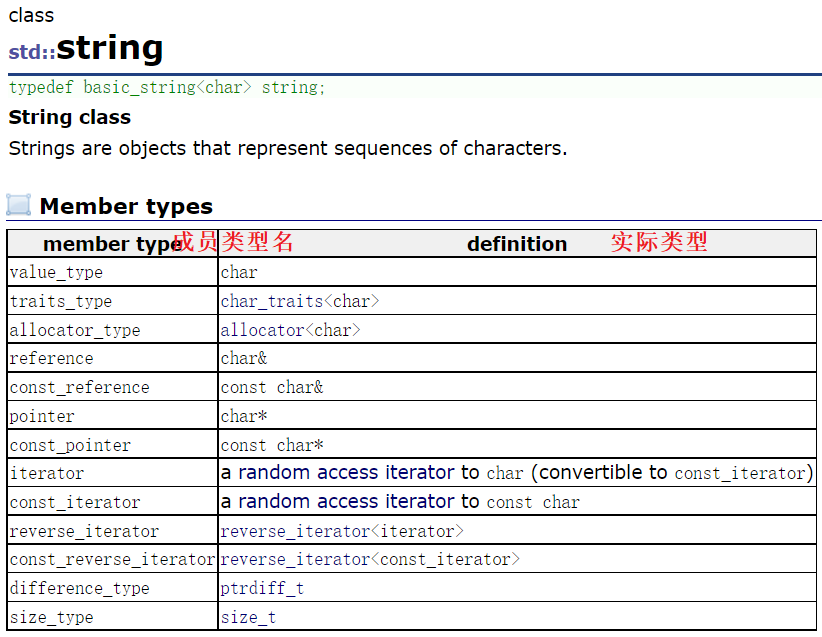 class
std::string
typedef basic_string<char> string;
String class
Strings are objects that represent sequences of characters.
Member types
member type 成员类型名 definition 实际类型
value_type char
traits_type char_traits<char>
allocator_type allocator<char>
reference char&
const_reference const char&
pointer char*
const_pointer const char*
iterator a random access iterator to char (convertible to const_iterator)
const_iterator a random access iterator to const char
reverse_iterator reverse_iterator<iterator>
const_reverse_iterator reverse_iterator<const_iterator>
difference_type ptrdiff_t
size_type size_t